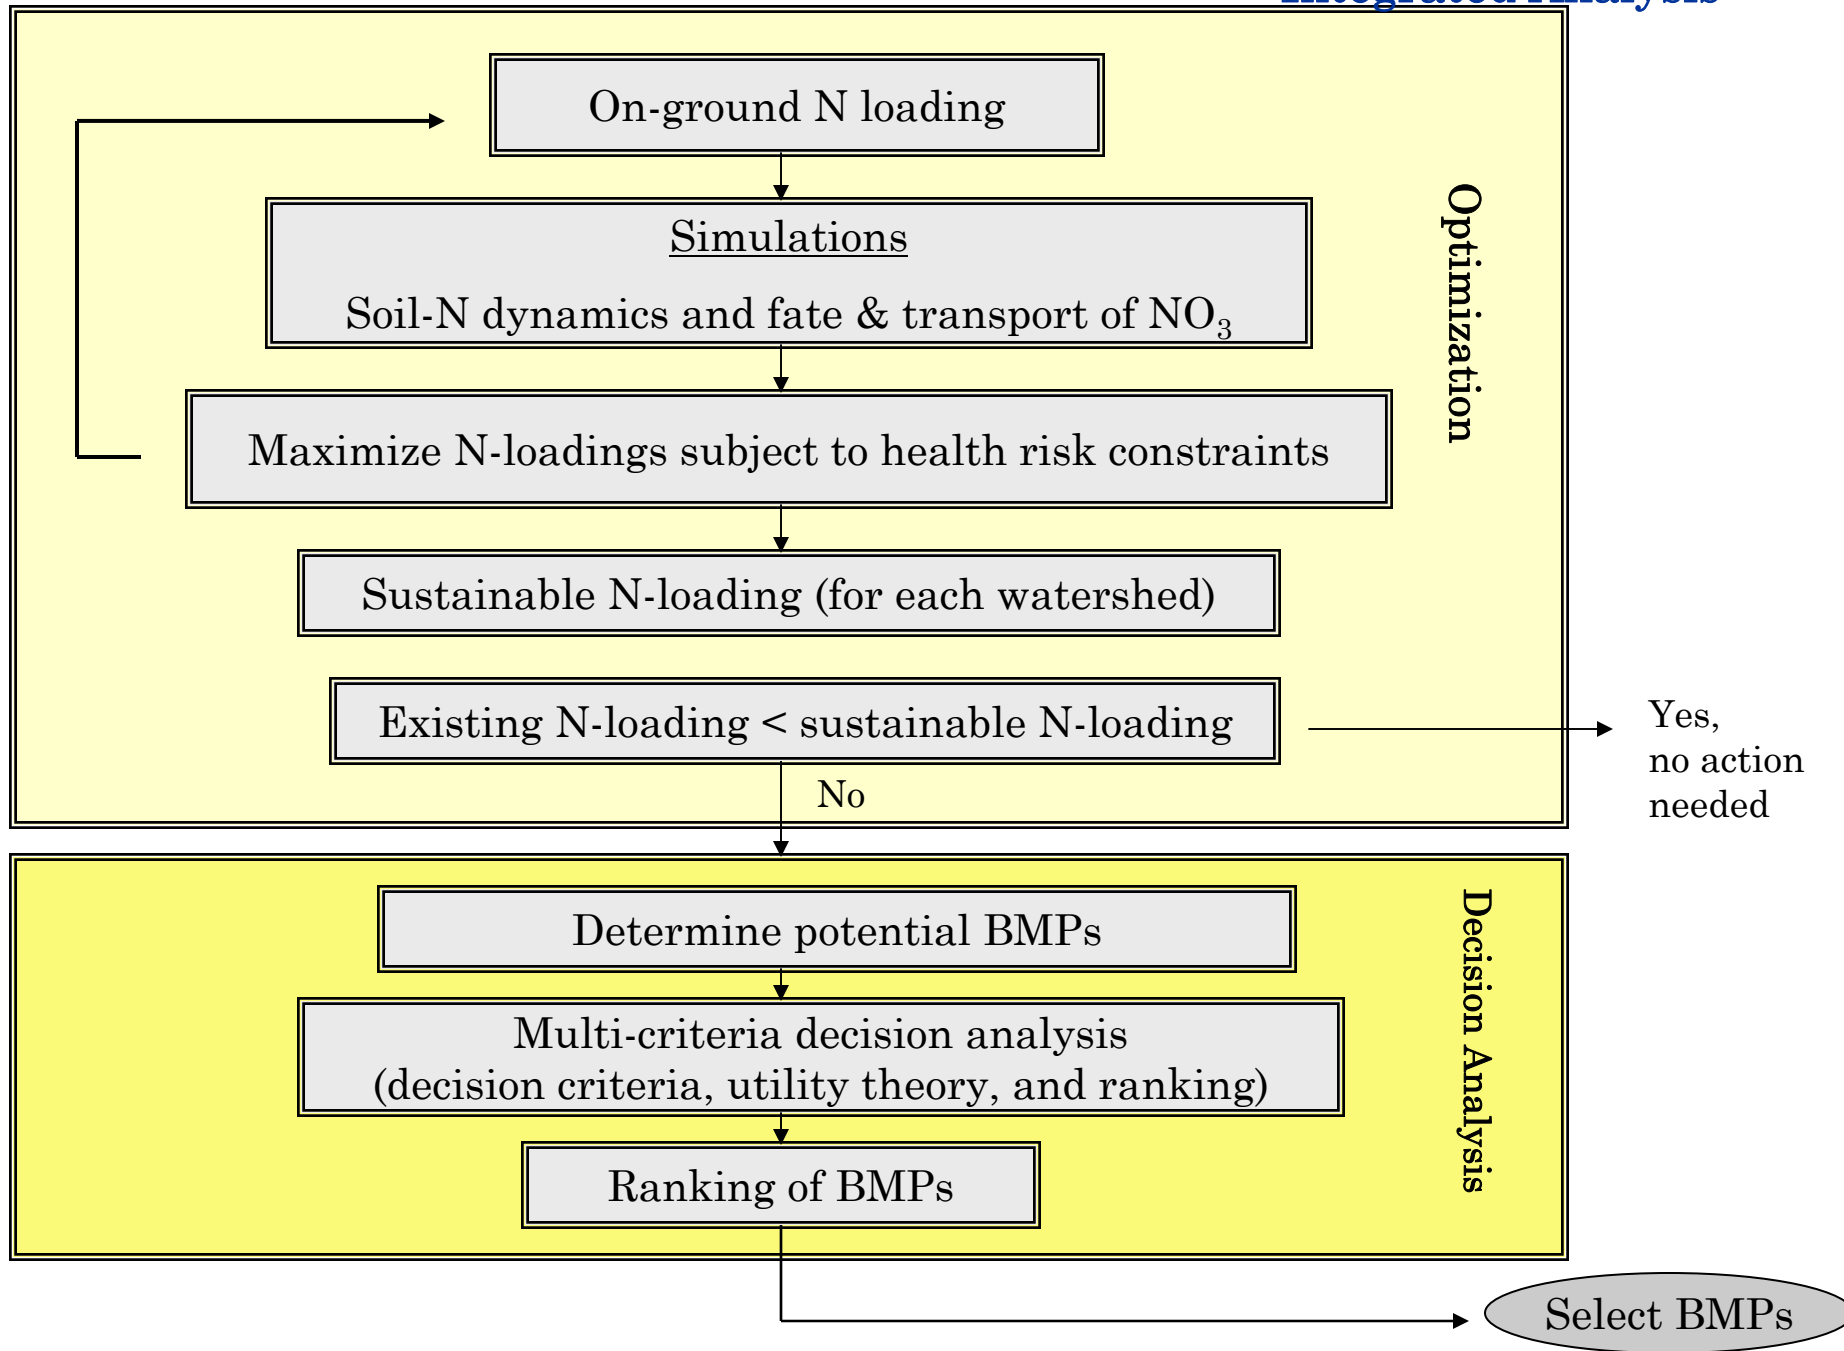 Integrated Analysis
On-ground N loading
Simulations
Soil-N dynamics and fate & transport of NO₃
Maximize N-loadings subject to health risk constraints
Sustainable N-loading (for each watershed)
Existing N-loading < sustainable N-loading
Optimization
Yes,
no action
needed
No
Determine potential BMPs
Multi-criteria decision analysis
(decision criteria, utility theory, and ranking)
Ranking of BMPs
Decision Analysis
Select BMPs